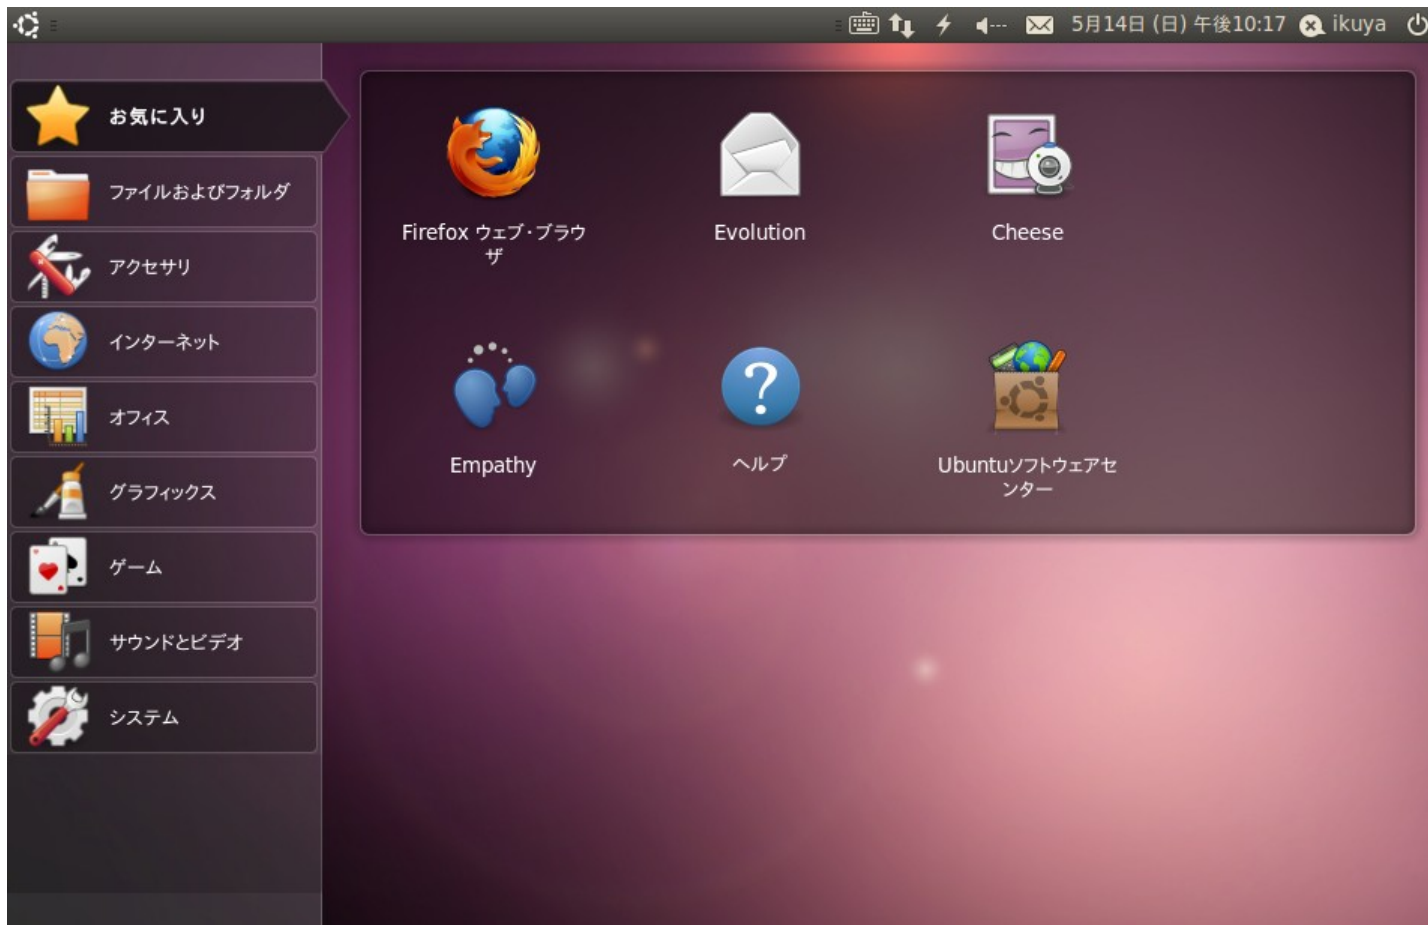 5月14日 (日) 午後10:17 ikuya
お気に入り
ファイルおよびフォルダ
アクセサリ
インターネット
オフィス
グラフィックス
ゲーム
サウンドとビデオ
システム
Firefox ウェブ・ブラウ
ザ
Evolution
Cheese
Empathy
ヘルプ
Ubuntuソフトウェアセ
ンター